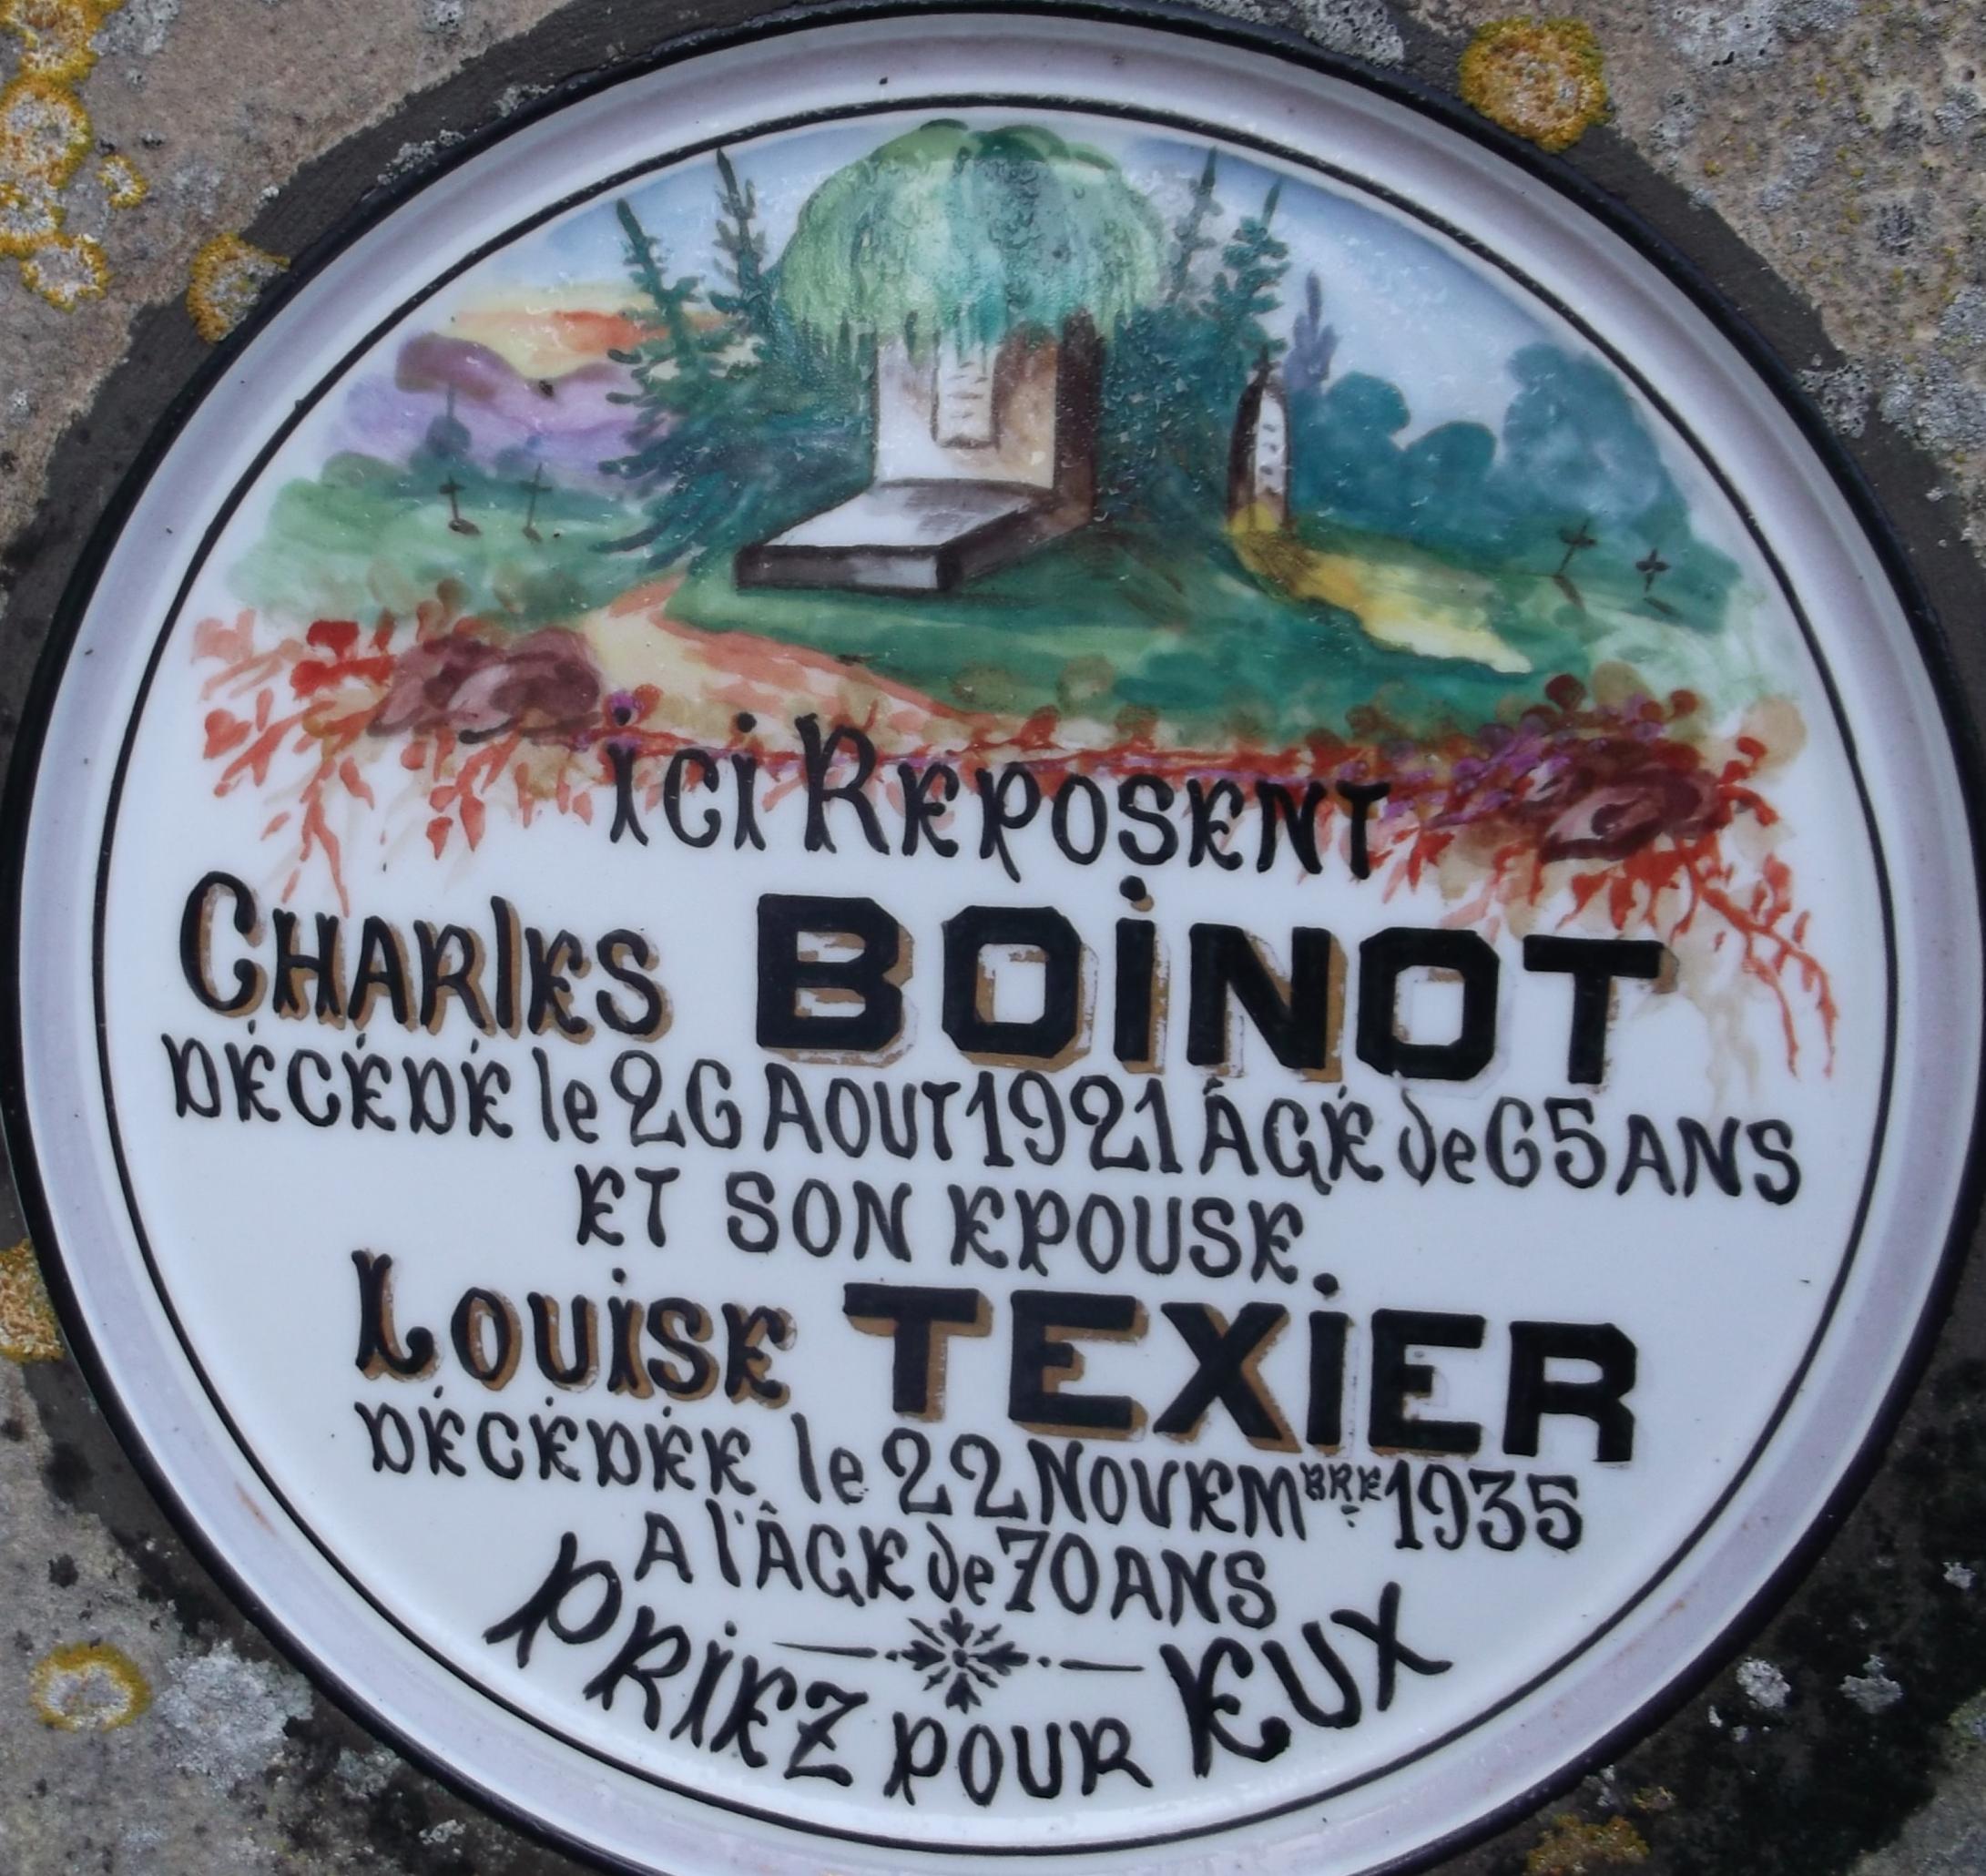 ICI REPOSENT
CHARLES BOINOT
DÉCÉDÉ le 26 AOUT 1921 ÂGÉ de 65 ANS
ET SON EPOUSE
LOUISE TEXIER
DÉCÉDÉE le 22 NOVEMBRE 1935
A l'ÂGE de 70 ANS
PRIEZ POUR EUX